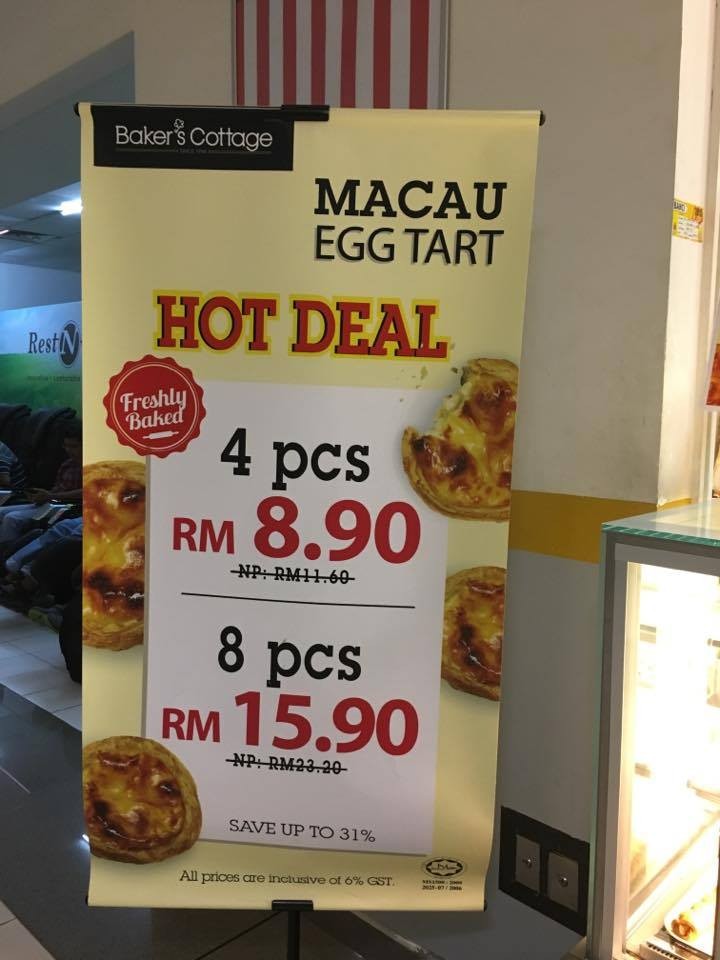 Baker's Cottage
MACAU
EGG TART
HOT DEAL
Freshly
Baked
4 pcs
RM 8.90
NP: RM11.60
8 pcs
RM 15.90
NP: RM23.20
SAVE UP TO 31%
All prices are inclusive of 6% GST.
Rest N